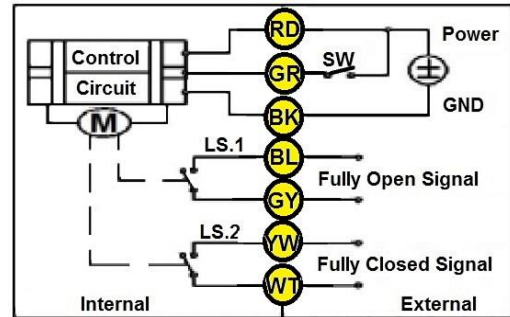 RD
Power
Control
GR
SW
Circuit
BK
GND
M
LS.1
BL
Fully Open Signal
GY
LS.2
YW
Fully Closed Signal
WT
Internal
External